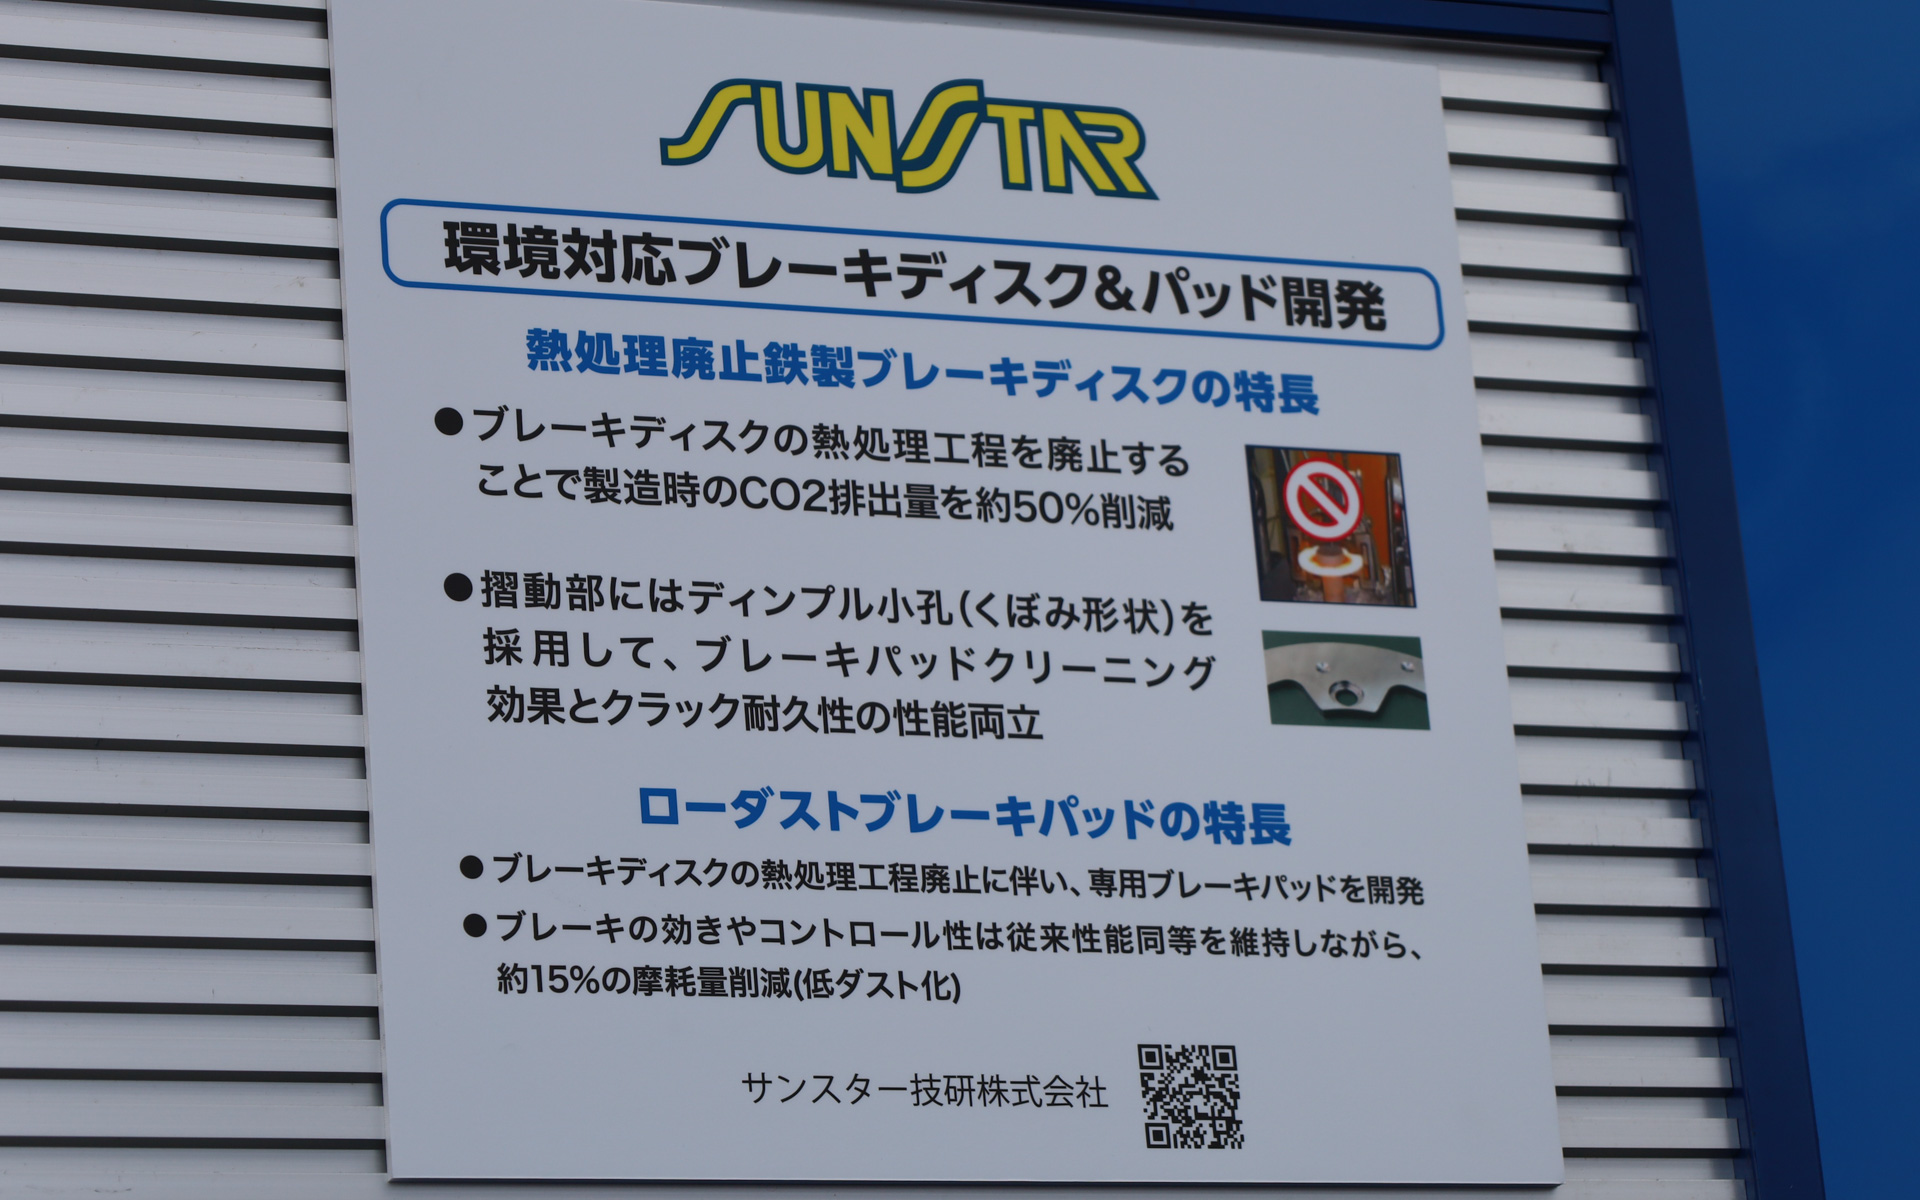 SUNSTAR
環境対応ブレーキディスク&パッド開発
熱処理廃止鉄製ブレーキディスクの特長
●ブレーキディスクの熱処理工程を廃止する
ことで製造時のCO2排出量を約50%削減
●摺動部にはディンプル小孔(くぼみ形状)を
採用して、ブレーキパッドクリーニング
効果とクラック耐久性の性能両立
ローダストブレーキパッドの特長
●ブレーキディスクの熱処理工程廃止に伴い、専用ブレーキパッドを開発
●ブレーキの効きやコントロール性は従来性能同等を維持しながら、
約15%の摩耗量削減(低ダスト化)
サンスター技研株式会社